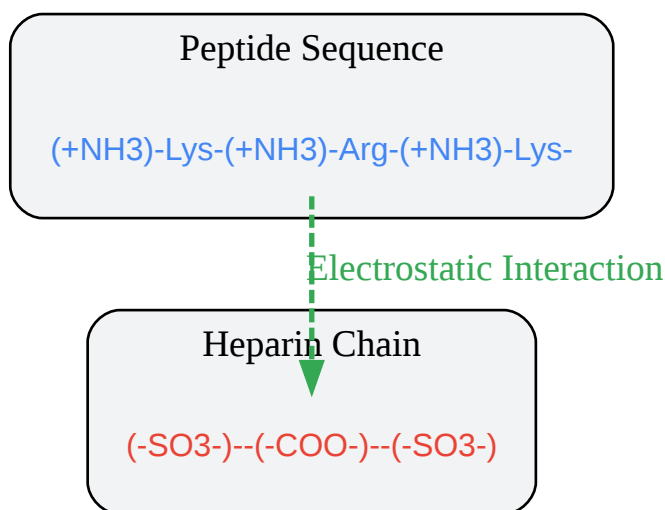 Peptide Sequence
(+NH3)-Lys-(+NH3)-Arg-(+NH3)-Lys-
Electrostatic Interaction
Heparin Chain
(-SO3-)--(-COO-)--(-SO3-)